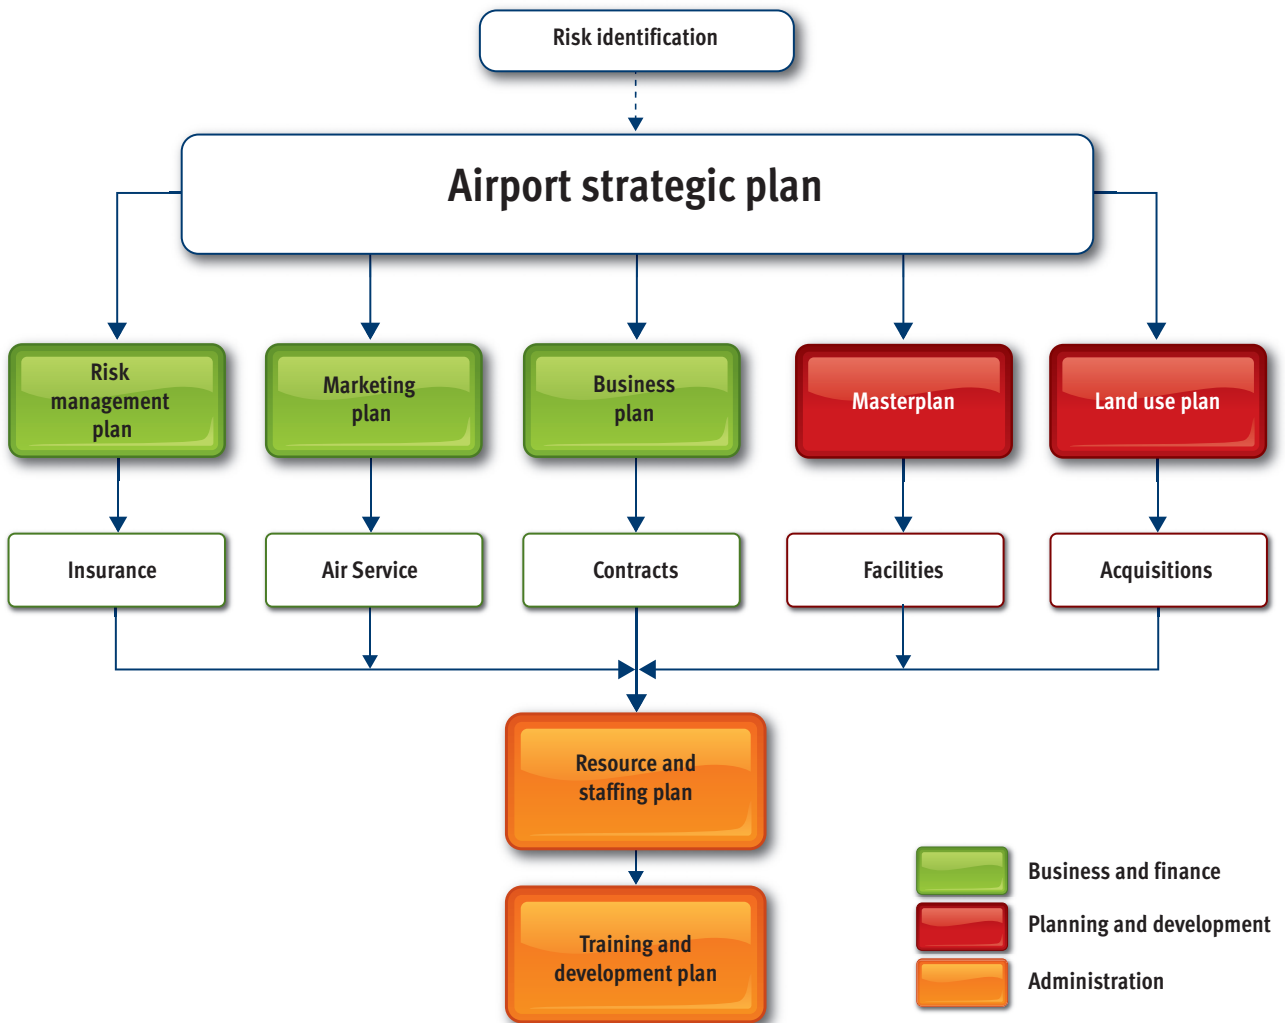 Risk identification
Airport strategic plan
Risk
management
plan
Marketing
plan
Business
plan
Masterplan
Land use plan
Insurance
Air Service
Contracts
Facilities
Acquisitions
Resource and
staffing plan
Training and
development plan
Business and finance
Planning and development
Administration